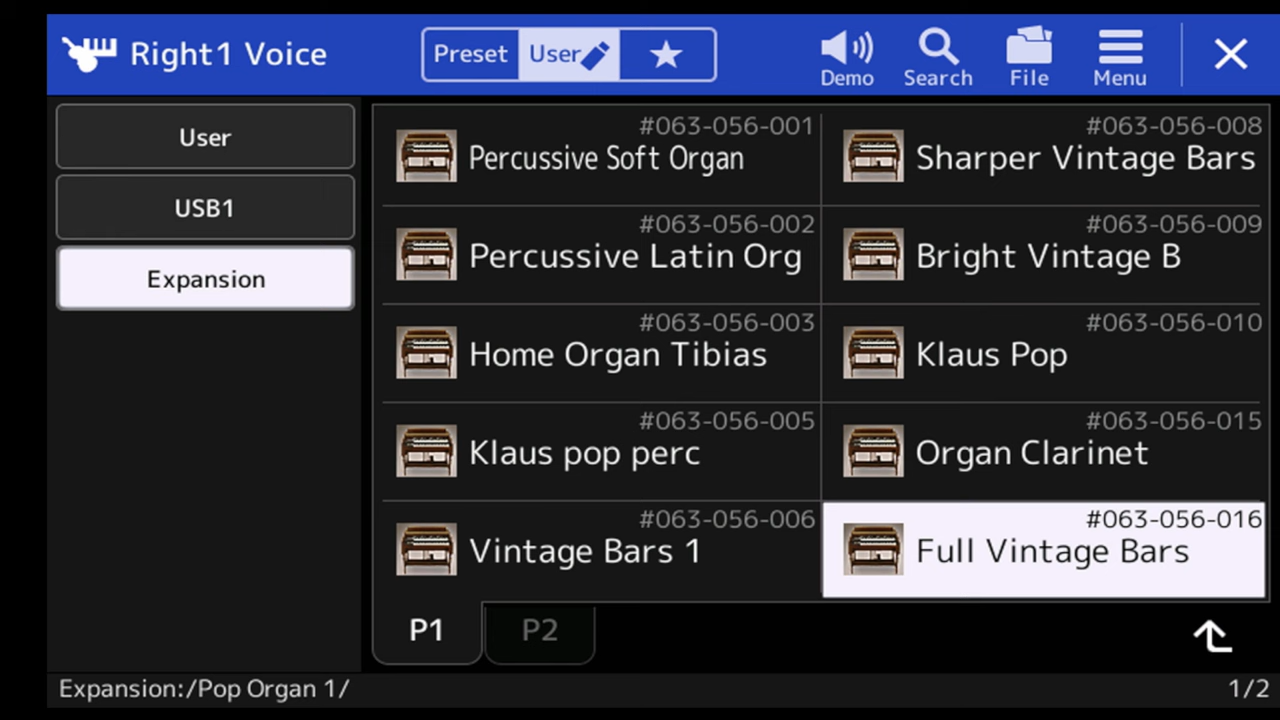 Right1 Voice
Preset
User
Demo
Search
File
Menu
User
USB1
Expansion
#063-056-001
Percussive Soft Organ
#063-056-002
Percussive Latin Org
#063-056-003
Home Organ Tibias
#063-056-005
Klaus pop perc
#063-056-006
Vintage Bars 1
#063-056-008
Sharper Vintage Bars
#063-056-009
Bright Vintage B
#063-056-010
Klaus Pop
#063-056-015
Organ Clarinet
#063-056-016
Full Vintage Bars
P1
P2
Expansion:/Pop Organ 1/
1/2